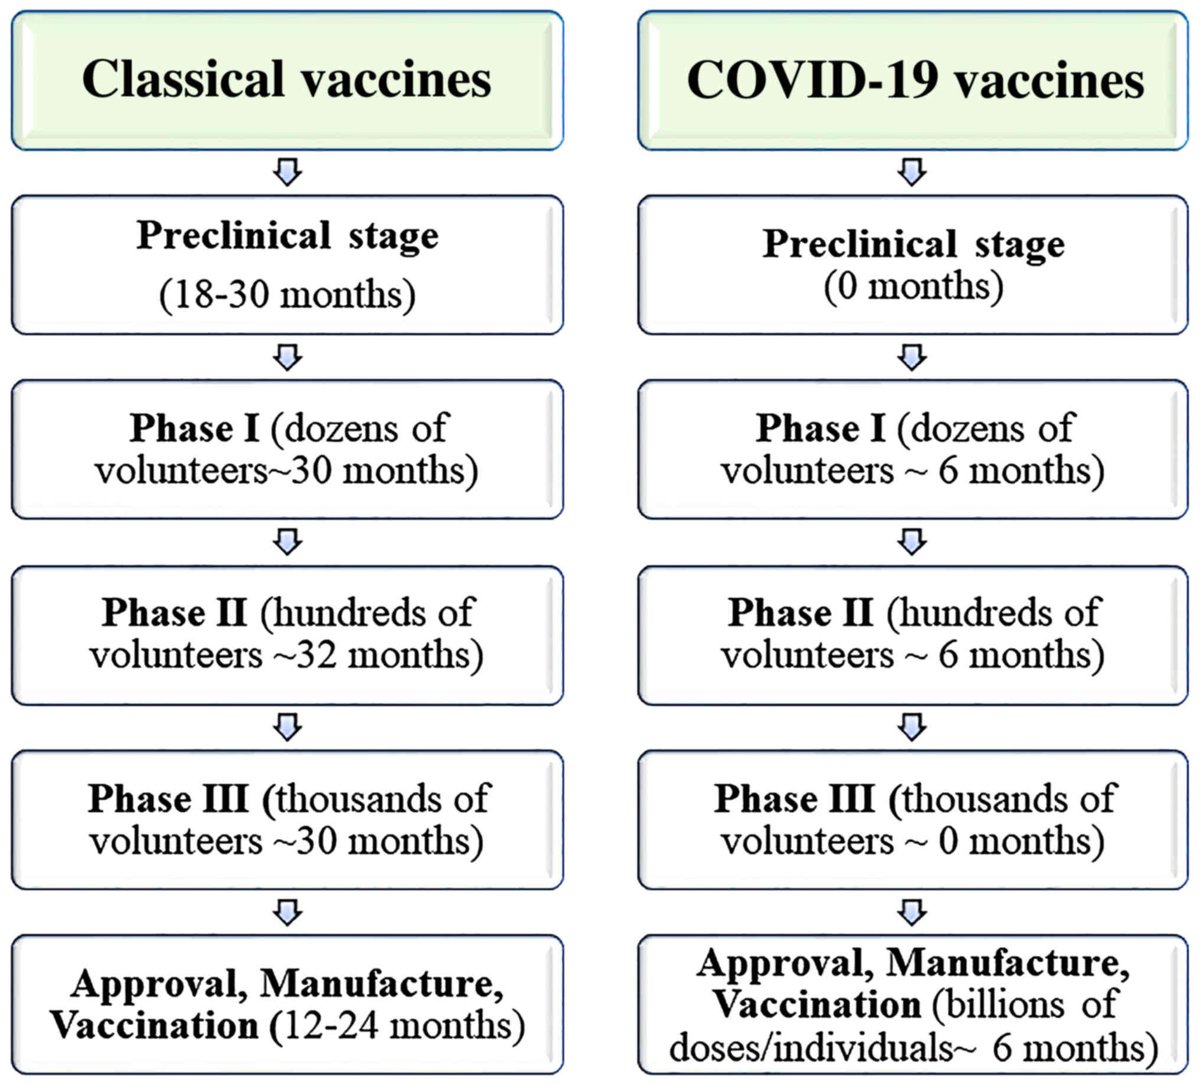 Classical vaccines
Preclinical stage
(18-30 months)
Phase I (dozens of
volunteers~30 months)
Phase II (hundreds of
volunteers ~32 months)
Phase III (thousands of
volunteers ~30 months)
Approval, Manufacture,
Vaccination (12-24 months)
COVID-19 vaccines
Preclinical stage
(0 months)
Phase I (dozens of
volunteers ~ 6 months)
Phase II (hundreds of
volunteers ~ 6 months)
Phase III (thousands of
volunteers ~ 0 months)
Approval, Manufacture,
Vaccination (billions of
doses/individuals~ 6 months)